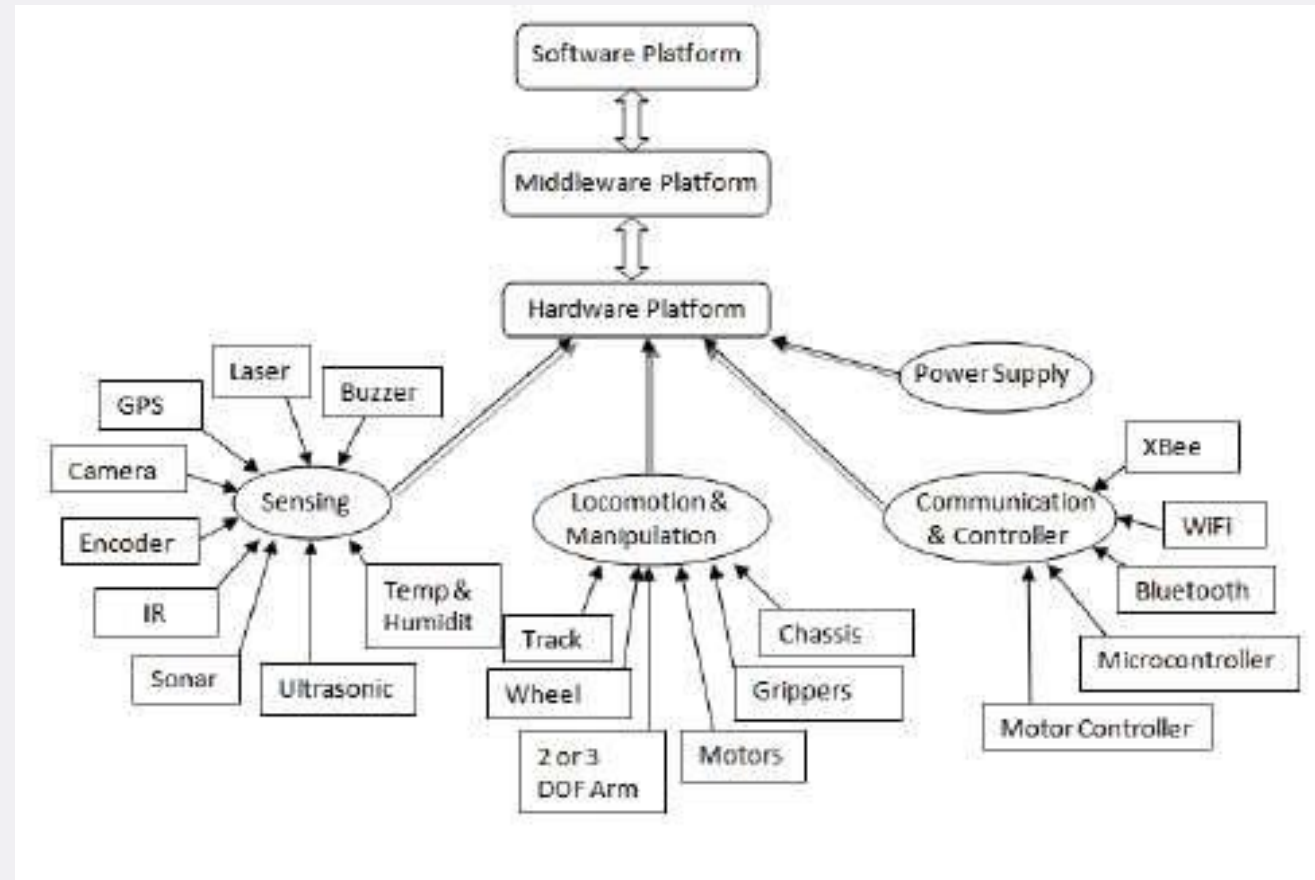 Software Platform
Middleware Platform
Hardware Platform
Power Supply
Laser
Buzzer
GPS
Camera
Sensing
Encoder
IR
Sonar
Ultrasonic
Temp &
Humidit
Locomotion &
Manipulation
Track
Wheel
2 or 3
DOF Arm
Motors
Grippers
Chassis
Communication
& Controller
XBee
WiFi
Bluetooth
Microcontroller
Motor Controller